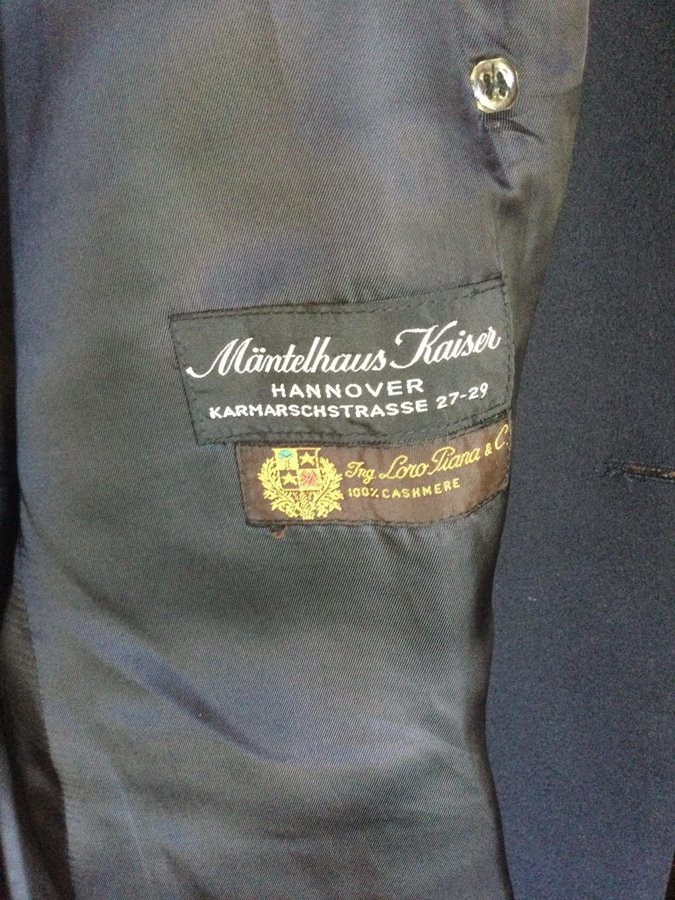 Mäntelhaus Kaiser
HANNOVER
KARMARSCHSTRASSE 27-29
Ing. Loro Piana & C.
100% CASHMERE